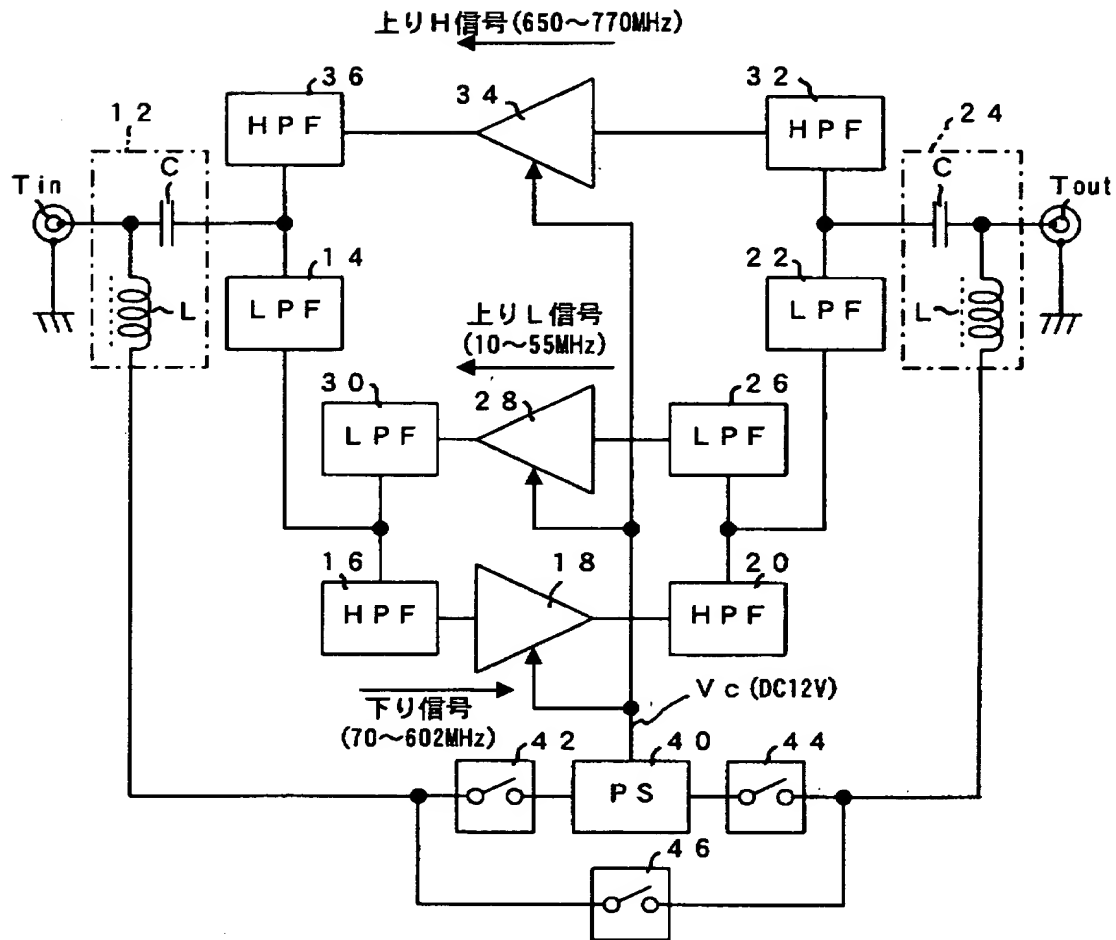 上りH信号(650〜770MHz)
36
34
32
12
HPF
HPF
24
C
C
Tin
Tout
14
22
LPF
L
上りL信号
(10〜55MHz)
LPF
L
30
28
26
LPF
LPF
16
18
20
HPF
HPF
下り信号
(70〜602MHz)
Vc(DC12V)
42
40
44
PS
46